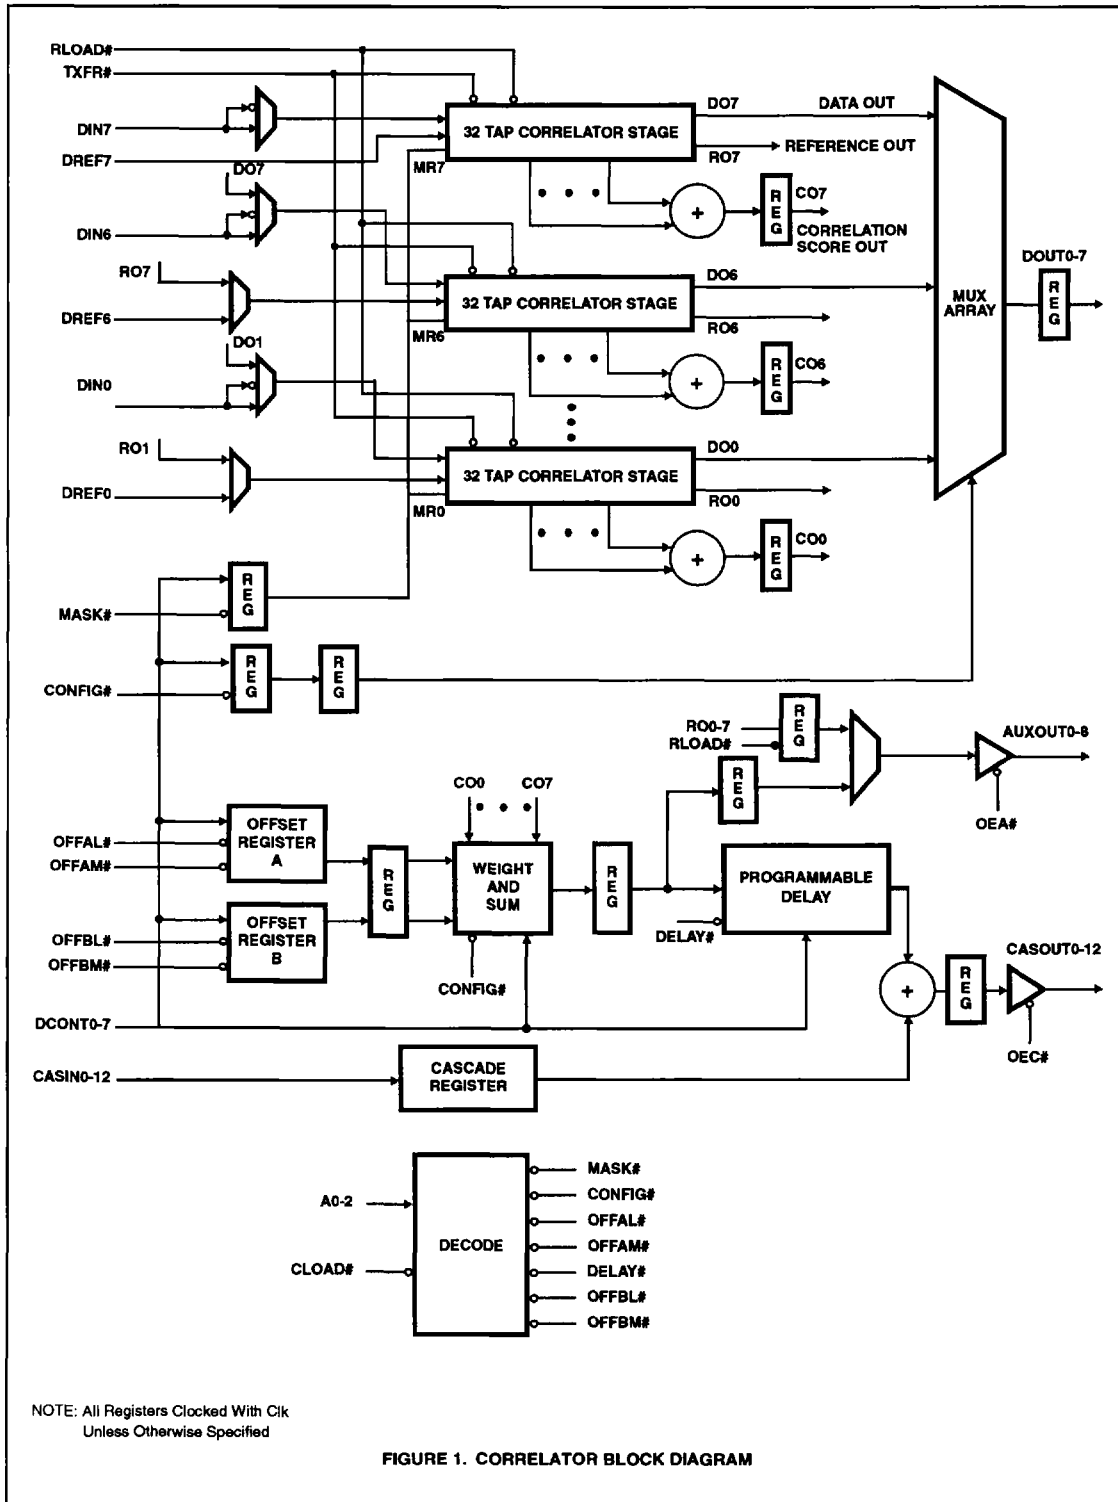 RLOAD#
TXFR#
DIN7
DREF7
DO7
DIN6
RO7
DREF6
DO1
DIN0
RO1
DREF0
32 TAP CORRELATOR STAGE
MR7
DO7
DATA OUT
RO7
REFERENCE OUT
+
REG
CO7
CORRELATION
SCORE OUT
32 TAP CORRELATOR STAGE
MR6
DO6
RO6
+
REG
CO6
32 TAP CORRELATOR STAGE
MR0
DO0
RO0
+
REG
CO0
MUX
ARRAY
DOUT0-7
REG
MASK#
REG
CONFIG#
REG
REG
RO0-7
RLOAD#
REG
REG
AUXOUT0-8
OEA#
OFFAL#
OFFAM#
OFFSET
REGISTER
A
OFFBL#
OFFBM#
OFFSET
REGISTER
B
REG
CO0
CO7
WEIGHT
AND
SUM
CONFIG#
REG
PROGRAMMABLE
DELAY
DELAY#
+
REG
CASOUT0-12
OEC#
DCONT0-7
CASIN0-12
CASCADE
REGISTER
A0-2
CLOAD#
DECODE
MASK#
CONFIG#
OFFAL#
OFFAM#
DELAY#
OFFBL#
OFFBM#
NOTE: All Registers Clocked With Clk
Unless Otherwise Specified
FIGURE 1. CORRELATOR BLOCK DIAGRAM